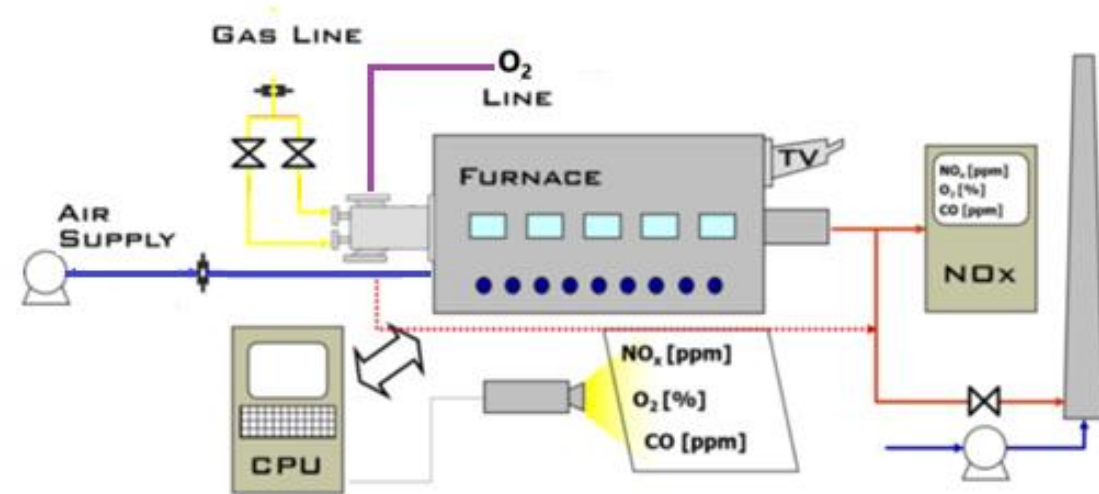 GAS LINE
O₂
LINE
TV
FURNACE
NOₓ [ppm]
O₂ [%]
CO [ppm]
AIR
SUPPLY
NOx
NOₓ [ppm]
O₂ [%]
CO [ppm]
CPU